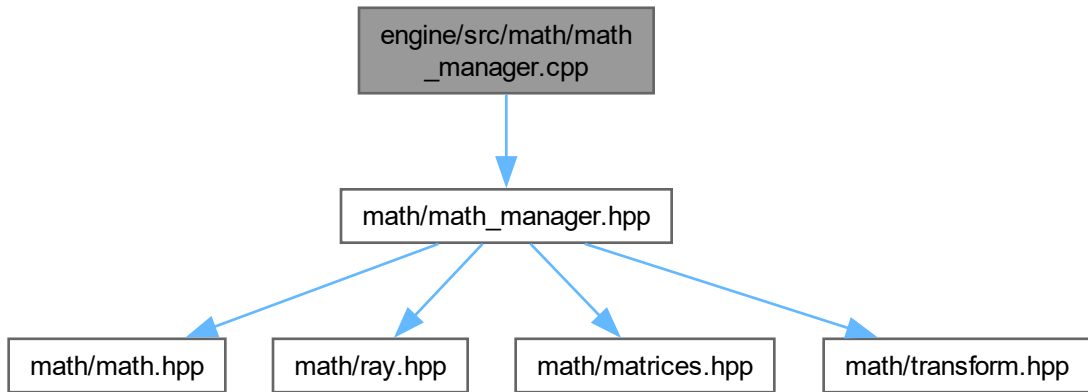 engine/src/math/math
_manager.cpp
math/math_manager.hpp
math/math.hpp
math/ray.hpp
math/matrices.hpp
math/transform.hpp